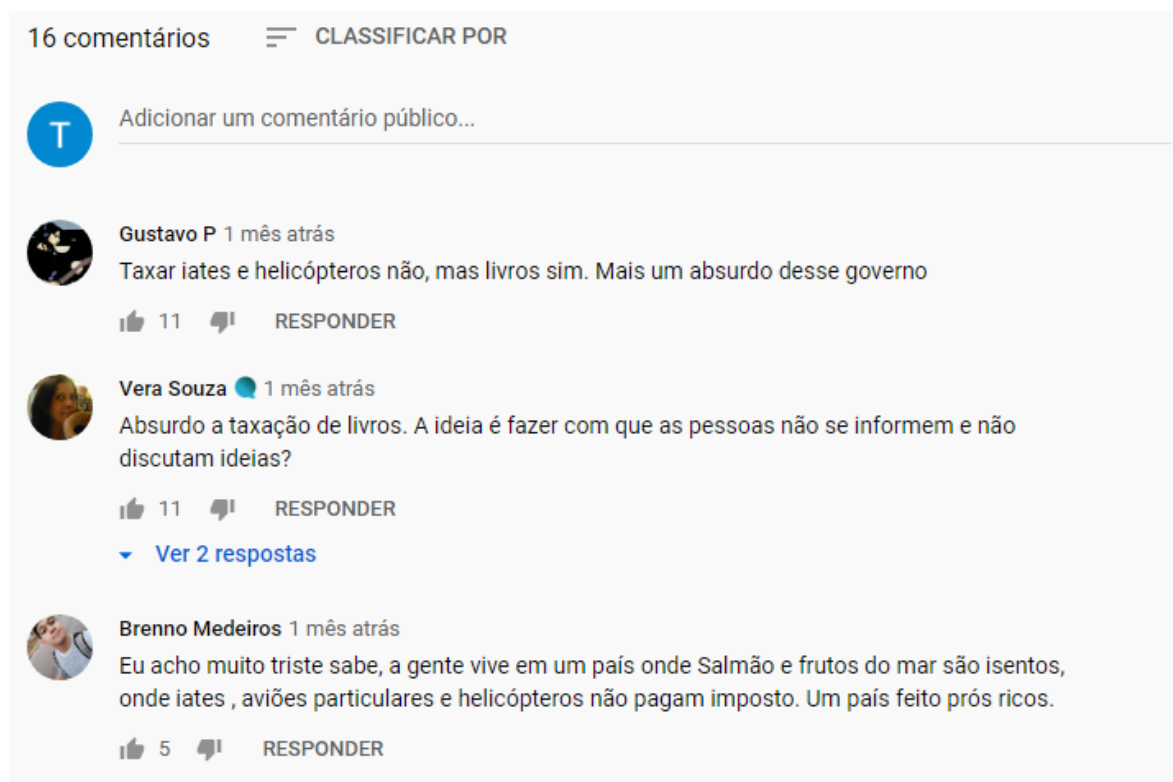 16 comentários CLASSIFICAR POR
T Adicionar um comentário público...
Gustavo P 1 mês atrás
Taxar iates e helicópteros não, mas livros sim. Mais um absurdo desse governo
11 RESPONDER
Vera Souza 1 mês atrás
Absurdo a taxação de livros. A ideia é fazer com que as pessoas não se informem e não
discutam ideias?
11 RESPONDER
Ver 2 respostas
Brenno Medeiros 1 mês atrás
Eu acho muito triste sabe, a gente vive em um país onde Salmão e frutos do mar são isentos,
onde iates , aviões particulares e helicópteros não pagam imposto. Um país feito prós ricos.
5 RESPONDER